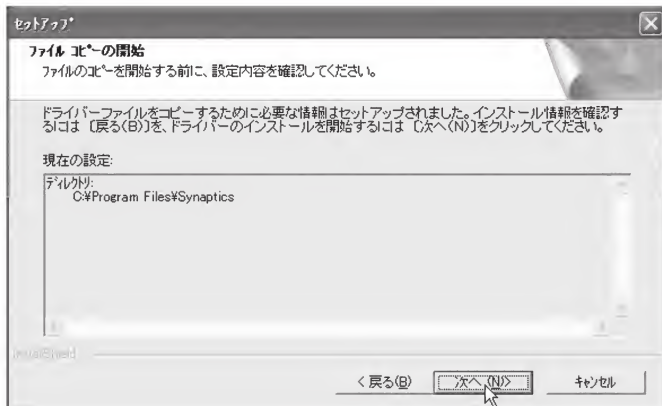 ｾｯﾄｱｯﾌﾟ
ﾌｧｲﾙ ｺﾋﾟｰの開始
ﾌｧｲﾙのｺﾋﾟｰを開始する前に、設定内容を確認してください。
ドライバーファイルをコピーするために必要な情報はセットアップされました。インストール情報を確認す
るには［戻る(B)］を、ドライバーのインストールを開始するには［次へ(N)］をクリックしてください。
現在の設定:
ﾃﾞｨﾚｸﾄﾘ:
C:¥Program Files¥Synaptics
InstallShield
< 戻る(B)
次へ(N)>
ｷｬﾝｾﾙ